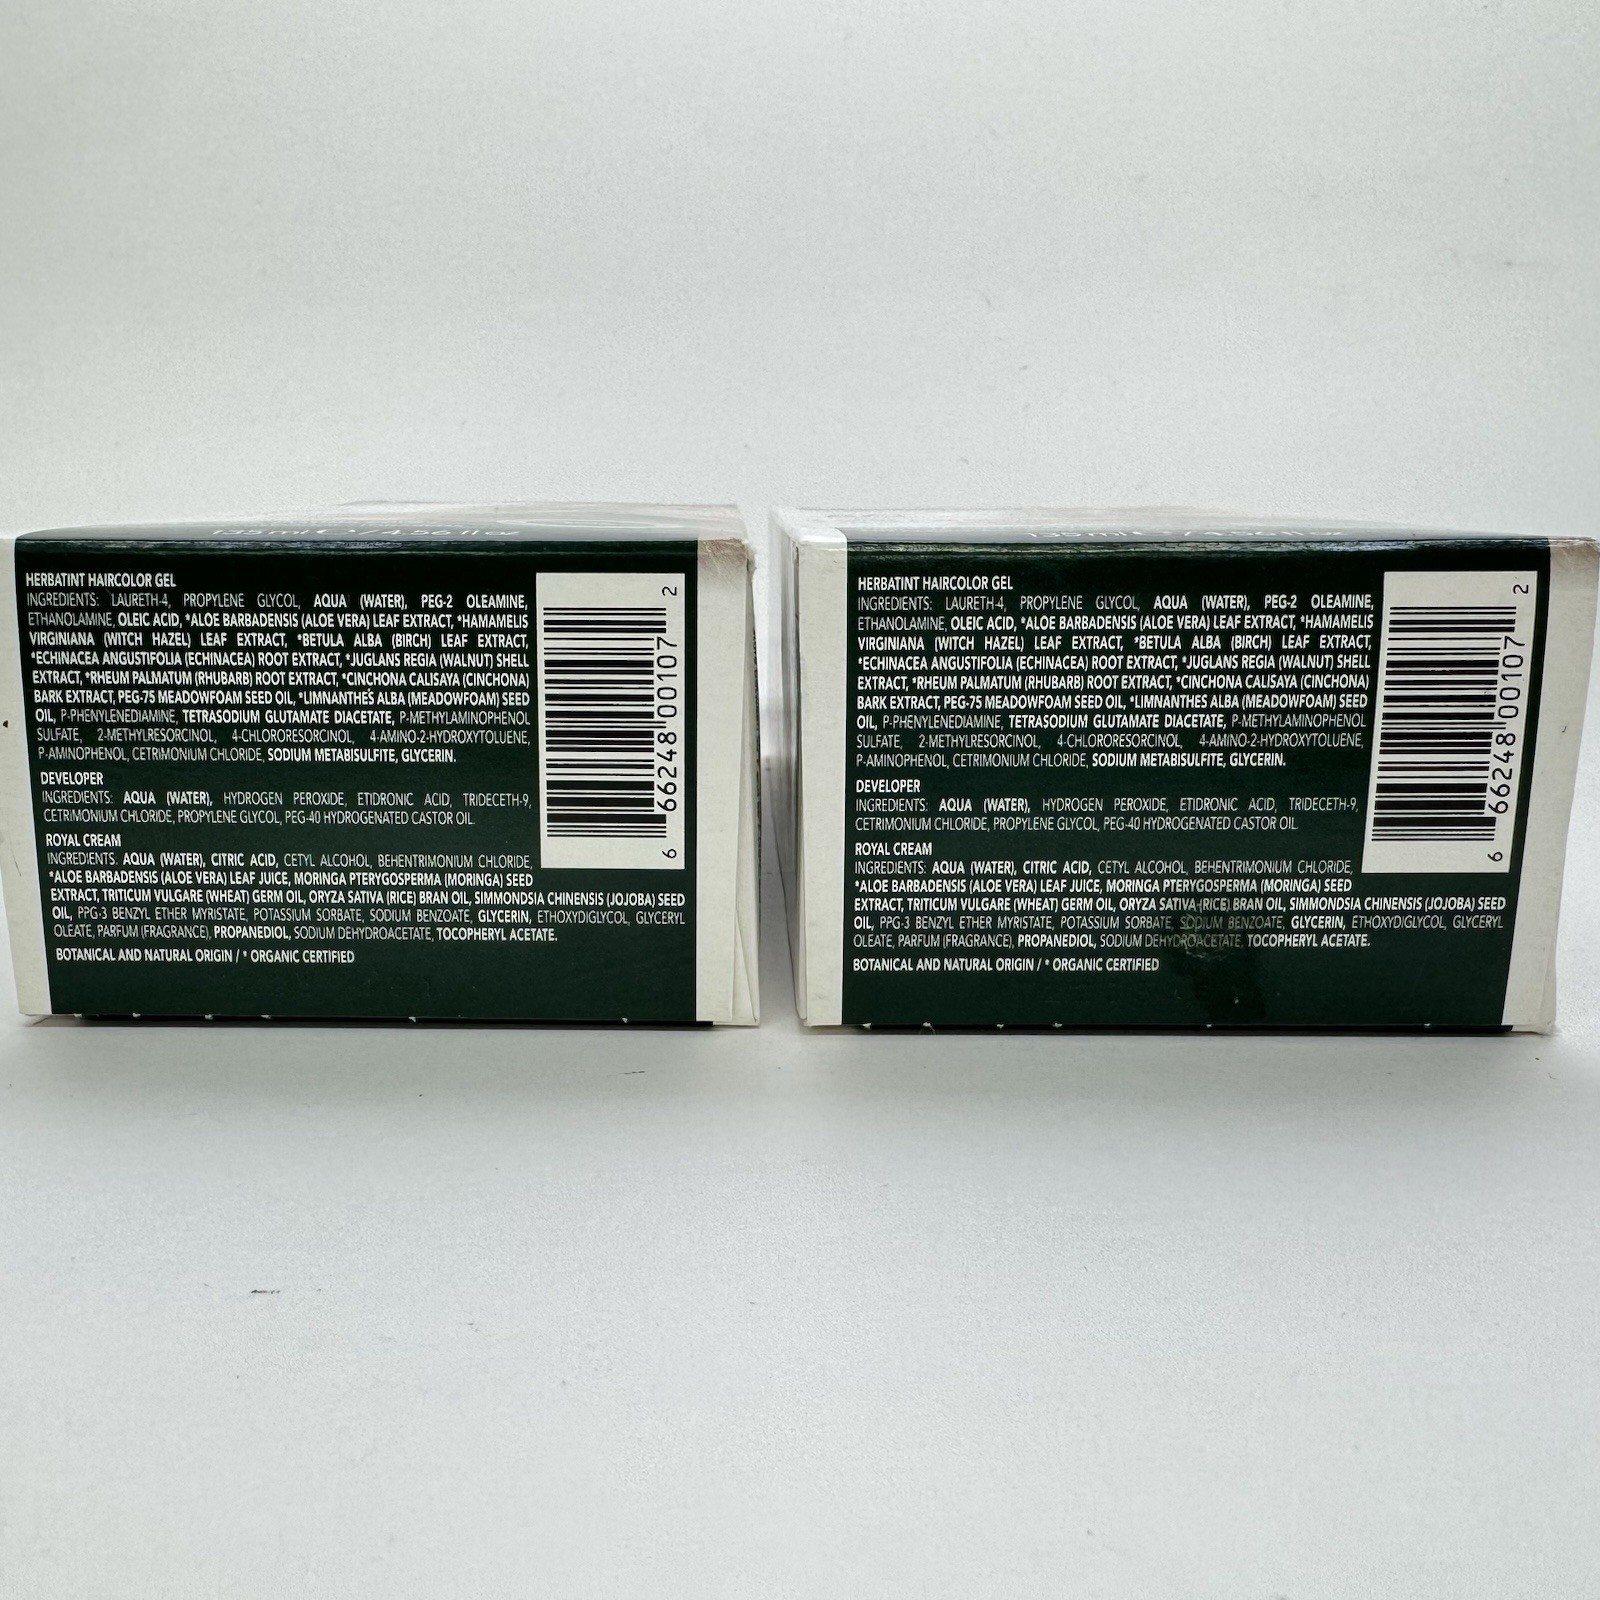 135 ml ℮ / 4.56 fl oz
HERBATINT HAIRCOLOR GEL
INGREDIENTS: LAURETH-4, PROPYLENE GLYCOL, AQUA (WATER), PEG-2 OLEAMINE,
ETHANOLAMINE, OLEIC ACID, *ALOE BARBADENSIS (ALOE VERA) LEAF EXTRACT, *HAMAMELIS
VIRGINIANA (WITCH HAZEL) LEAF EXTRACT, *BETULA ALBA (BIRCH) LEAF EXTRACT,
*ECHINACEA ANGUSTIFOLIA (ECHINACEA) ROOT EXTRACT, *JUGLANS REGIA (WALNUT) SHELL
EXTRACT, *RHEUM PALMATUM (RHUBARB) ROOT EXTRACT, *CINCHONA CALISAYA (CINCHONA)
BARK EXTRACT, PEG-75 MEADOWFOAM SEED OIL, *LIMNANTHES ALBA (MEADOWFOAM) SEED
OIL, P-PHENYLENEDIAMINE, TETRASODIUM GLUTAMATE DIACETATE, P-METHYLAMINOPHENOL
SULFATE, 2-METHYLRESORCINOL, 4-CHLORORESORCINOL, 4-AMINO-2-HYDROXYTOLUENE,
P-AMINOPHENOL, CETRIMONIUM CHLORIDE, SODIUM METABISULFITE, GLYCERIN.
DEVELOPER
INGREDIENTS: AQUA (WATER), HYDROGEN PEROXIDE, ETIDRONIC ACID, TRIDECETH-9,
CETRIMONIUM CHLORIDE, PROPYLENE GLYCOL, PEG-40 HYDROGENATED CASTOR OIL.
ROYAL CREAM
INGREDIENTS: AQUA (WATER), CITRIC ACID, CETYL ALCOHOL, BEHENTRIMONIUM CHLORIDE,
*ALOE BARBADENSIS (ALOE VERA) LEAF JUICE, MORINGA PTERYGOSPERMA (MORINGA) SEED
EXTRACT, TRITICUM VULGARE (WHEAT) GERM OIL, ORYZA SATIVA (RICE) BRAN OIL, SIMMONDSIA CHINENSIS (JOJOBA) SEED
OIL, PPG-3 BENZYL ETHER MYRISTATE, POTASSIUM SORBATE, SODIUM BENZOATE, GLYCERIN, ETHOXYDIGLYCOL, GLYCERYL
OLEATE, PARFUM (FRAGRANCE), PROPANEDIOL, SODIUM DEHYDROACETATE, TOCOPHERYL ACETATE.
BOTANICAL AND NATURAL ORIGIN / * ORGANIC CERTIFIED
6 66248 00107 2
135 ml ℮ / 4.56 fl oz
HERBATINT HAIRCOLOR GEL
INGREDIENTS: LAURETH-4, PROPYLENE GLYCOL, AQUA (WATER), PEG-2 OLEAMINE,
ETHANOLAMINE, OLEIC ACID, *ALOE BARBADENSIS (ALOE VERA) LEAF EXTRACT, *HAMAMELIS
VIRGINIANA (WITCH HAZEL) LEAF EXTRACT, *BETULA ALBA (BIRCH) LEAF EXTRACT,
*ECHINACEA ANGUSTIFOLIA (ECHINACEA) ROOT EXTRACT, *JUGLANS REGIA (WALNUT) SHELL
EXTRACT, *RHEUM PALMATUM (RHUBARB) ROOT EXTRACT, *CINCHONA CALISAYA (CINCHONA)
BARK EXTRACT, PEG-75 MEADOWFOAM SEED OIL, *LIMNANTHES ALBA (MEADOWFOAM) SEED
OIL, P-PHENYLENEDIAMINE, TETRASODIUM GLUTAMATE DIACETATE, P-METHYLAMINOPHENOL
SULFATE, 2-METHYLRESORCINOL, 4-CHLORORESORCINOL, 4-AMINO-2-HYDROXYTOLUENE,
P-AMINOPHENOL, CETRIMONIUM CHLORIDE, SODIUM METABISULFITE, GLYCERIN.
DEVELOPER
INGREDIENTS: AQUA (WATER), HYDROGEN PEROXIDE, ETIDRONIC ACID, TRIDECETH-9,
CETRIMONIUM CHLORIDE, PROPYLENE GLYCOL, PEG-40 HYDROGENATED CASTOR OIL.
ROYAL CREAM
INGREDIENTS: AQUA (WATER), CITRIC ACID, CETYL ALCOHOL, BEHENTRIMONIUM CHLORIDE,
*ALOE BARBADENSIS (ALOE VERA) LEAF JUICE, MORINGA PTERYGOSPERMA (MORINGA) SEED
EXTRACT, TRITICUM VULGARE (WHEAT) GERM OIL, ORYZA SATIVA (RICE) BRAN OIL, SIMMONDSIA CHINENSIS (JOJOBA) SEED
OIL, PPG-3 BENZYL ETHER MYRISTATE, POTASSIUM SORBATE, SODIUM BENZOATE, GLYCERIN, ETHOXYDIGLYCOL, GLYCERYL
OLEATE, PARFUM (FRAGRANCE), PROPANEDIOL, SODIUM DEHYDROACETATE, TOCOPHERYL ACETATE.
BOTANICAL AND NATURAL ORIGIN / * ORGANIC CERTIFIED
6 66248 00107 2